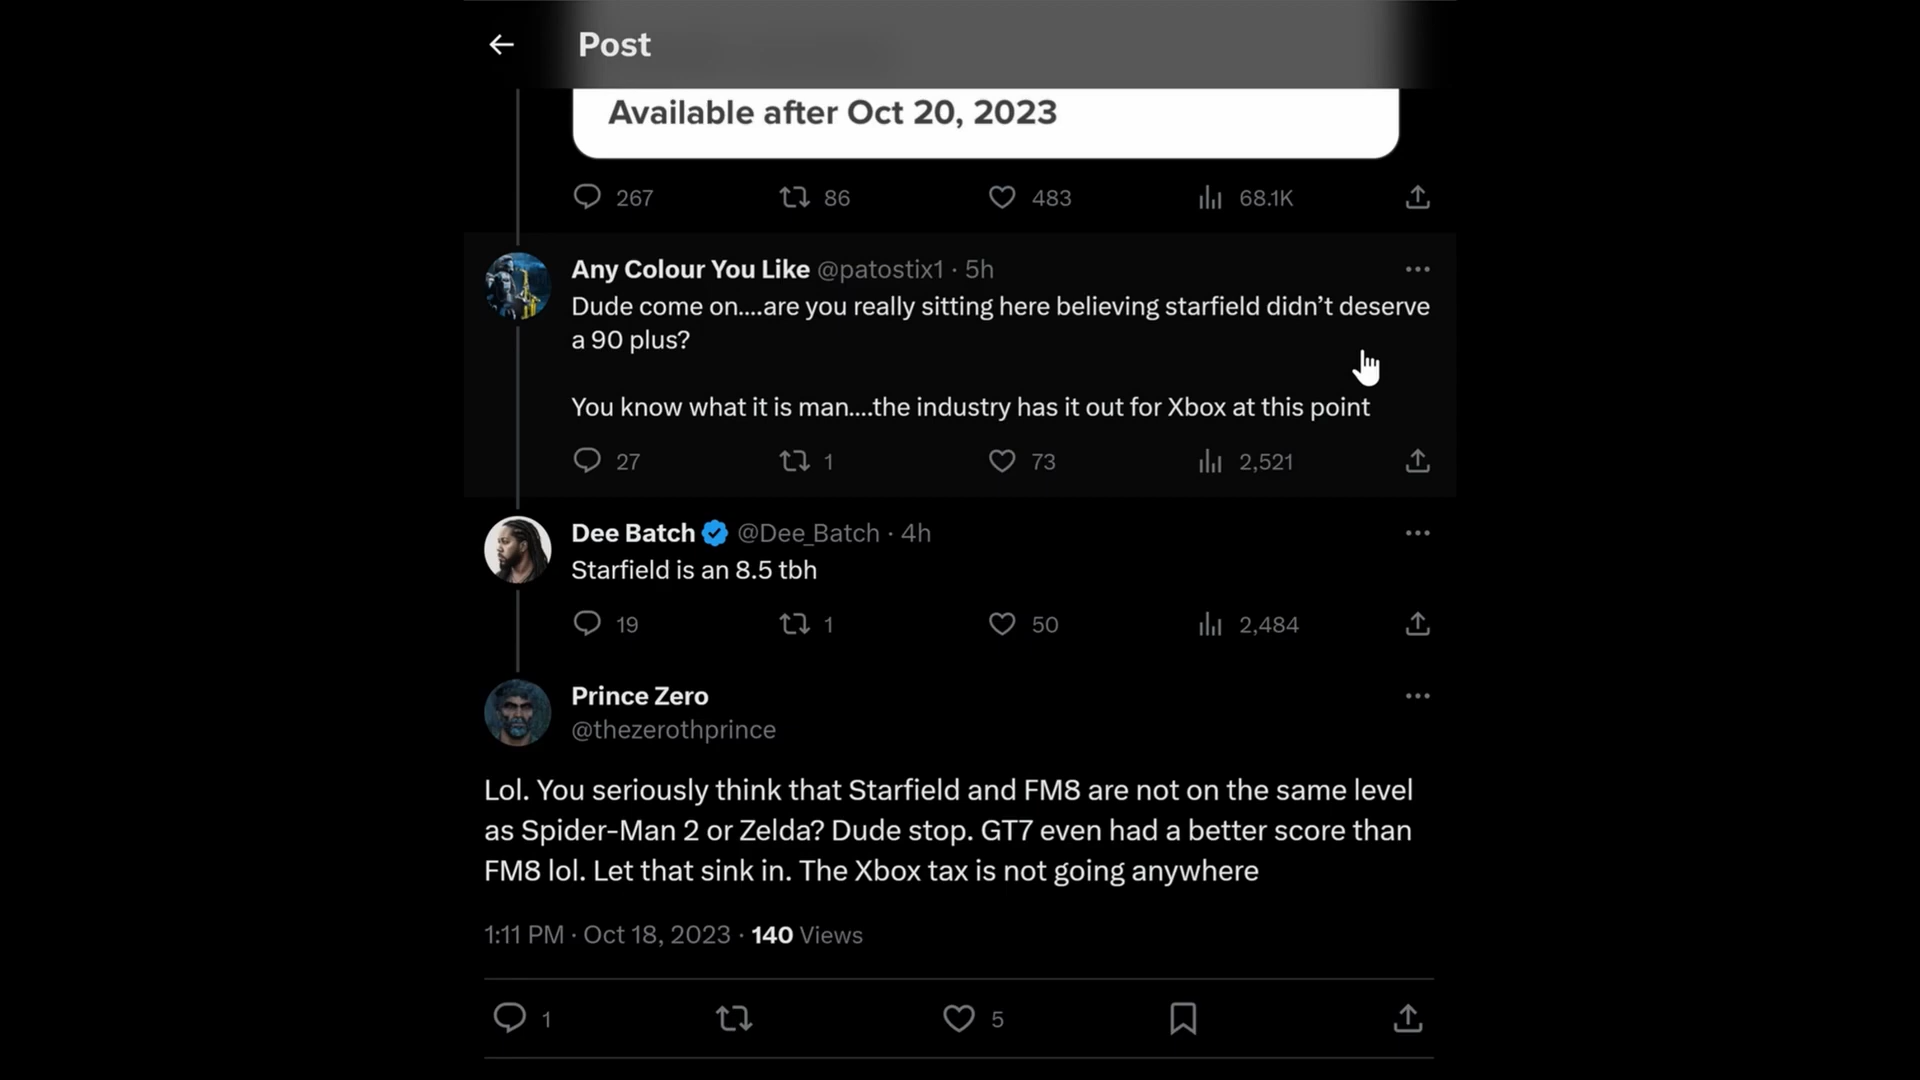 Post
Available after Oct 20, 2023
267 86 483 68.1K
Any Colour You Like @patostix1 · 5h
Dude come on....are you really sitting here believing starfield didn’t deserve
a 90 plus?
You know what it is man....the industry has it out for Xbox at this point
27 1 73 2,521
Dee Batch @Dee_Batch · 4h
Starfield is an 8.5 tbh
19 1 50 2,484
Prince Zero
@thezerothprince
Lol. You seriously think that Starfield and FM8 are not on the same level
as Spider-Man 2 or Zelda? Dude stop. GT7 even had a better score than
FM8 lol. Let that sink in. The Xbox tax is not going anywhere
1:11 PM · Oct 18, 2023 · 140 Views
1 5